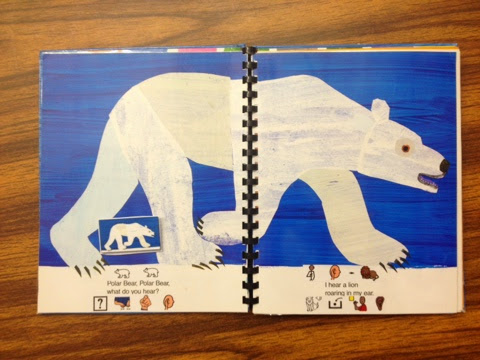 Polar Bear, Polar Bear,
what do you hear?
?
I hear a lion
roaring in my ear.